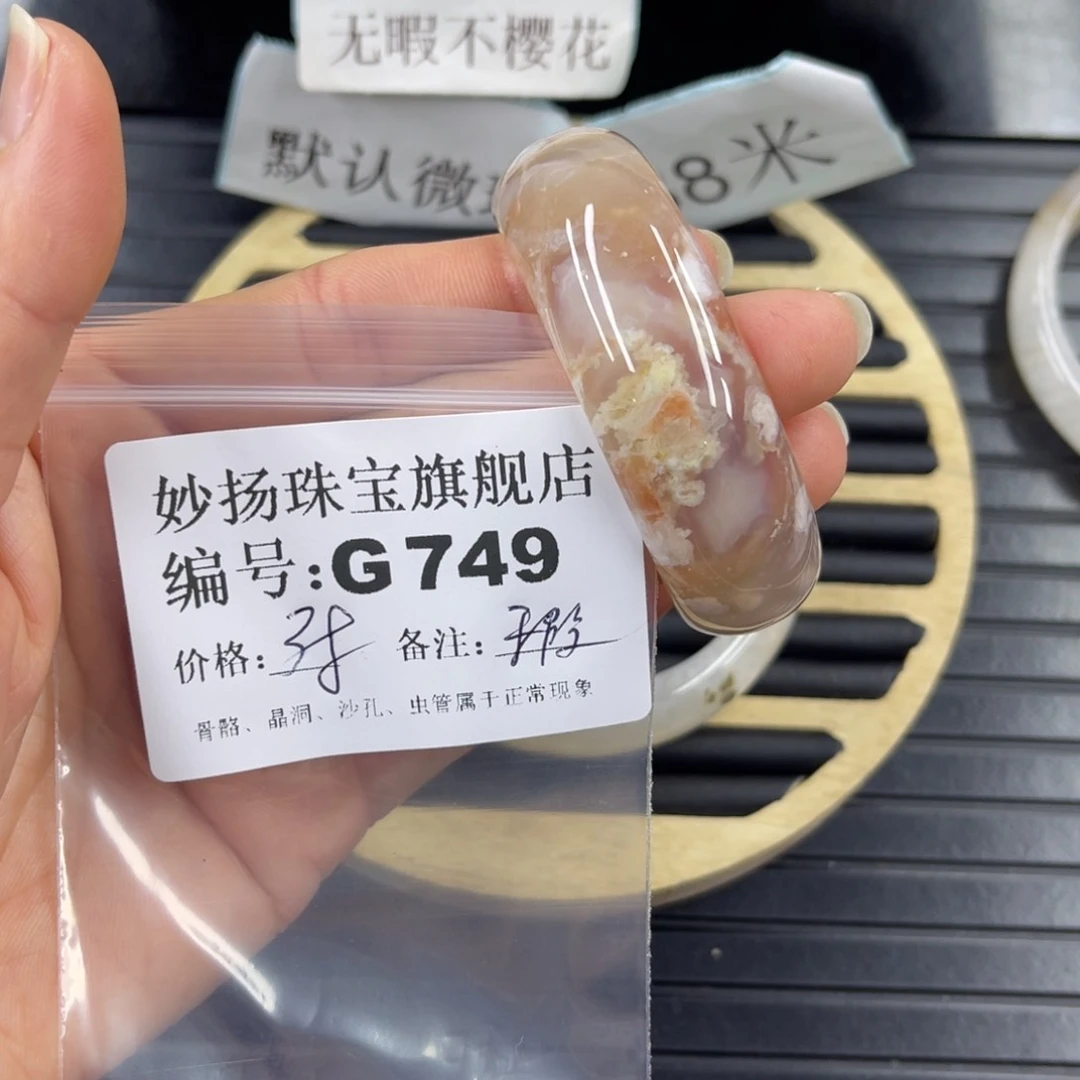 无暇不樱花
默认微
8米
妙扬珠宝旗舰店
编号:G749
价格:
备注:
骨骼、晶洞、沙孔、虫管属于正常现象